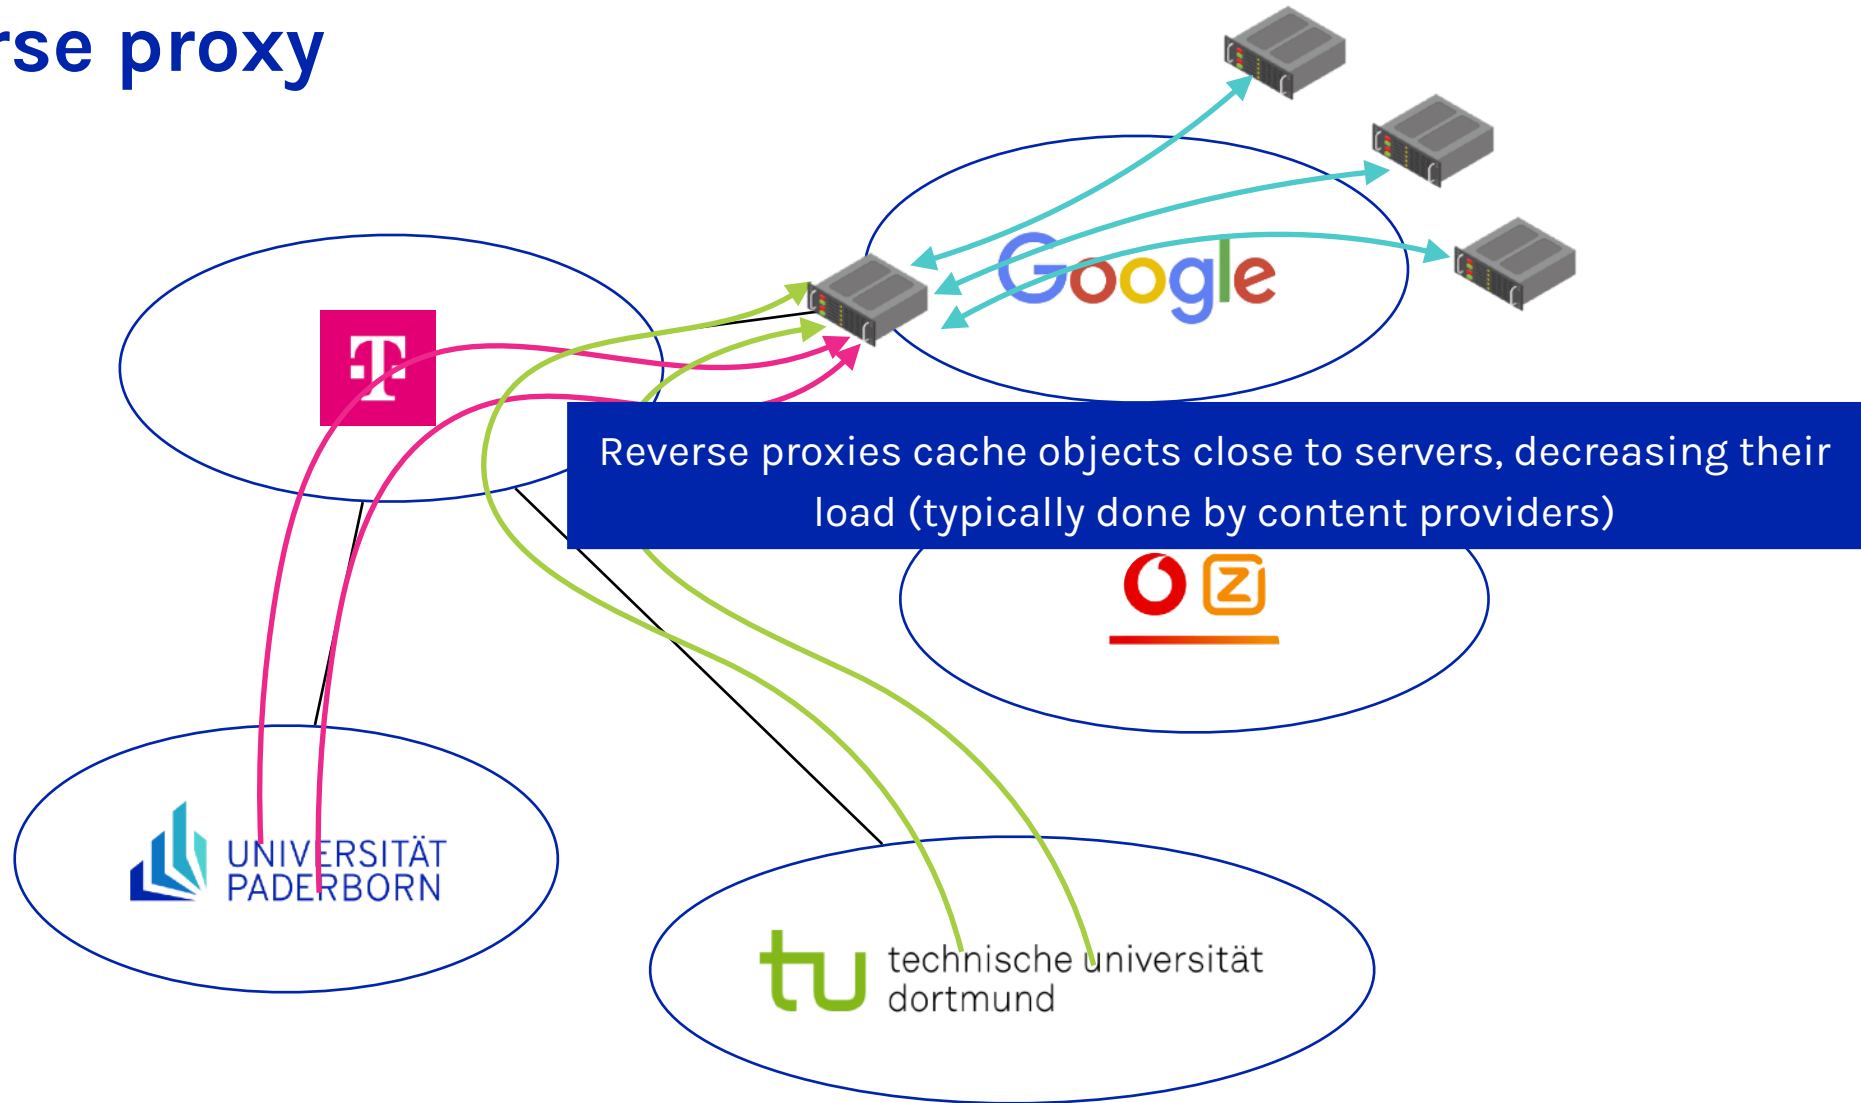 rse proxy
Google
T
Reverse proxies cache objects close to servers, decreasing their
load (typically done by content providers)
Z
UNIVERSITÄT
PADERBORN
tu technische universität
dortmund